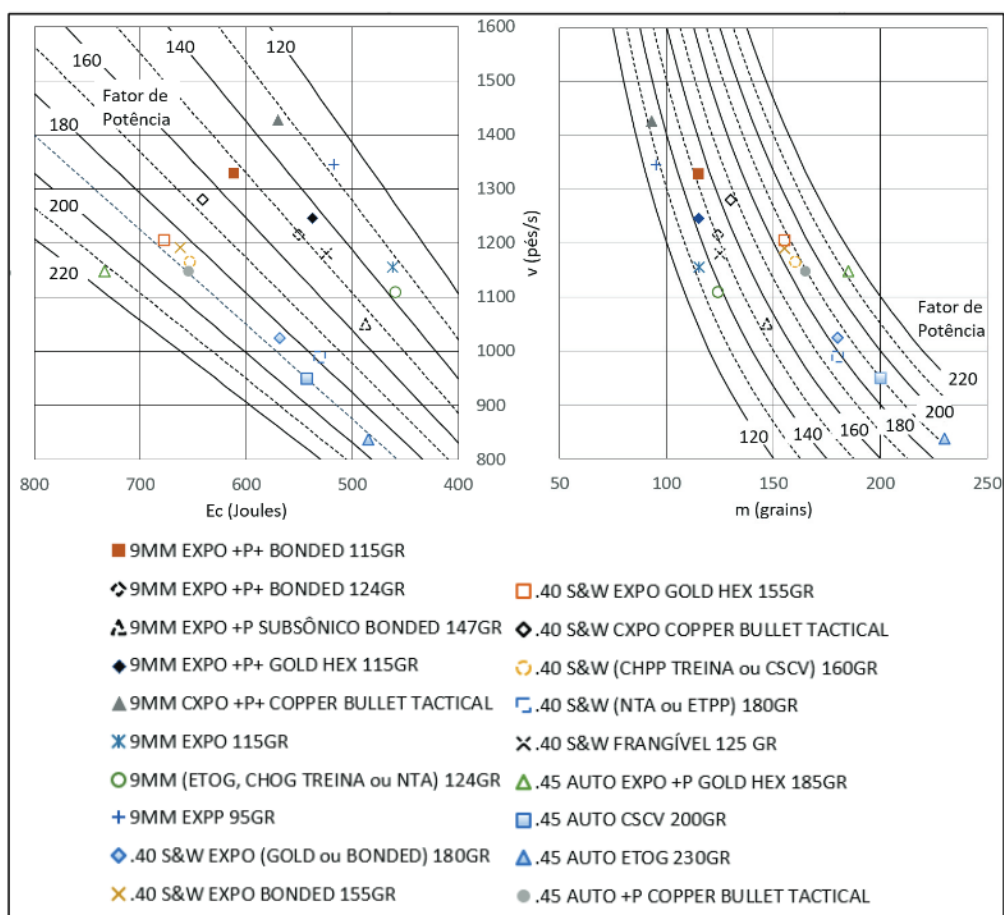 1600
1500
1400
1300
1200
1100
1000
900
800
v (pés/s)
160
140
120
Fator de
Potência
180
200
220
800
700
600
500
400
Ec (Joules)
Fator de
Potência
220
200
180
160
140
120
50
100
150
200
250
m (grains)
9MM EXPO +P+ BONDED 115GR
9MM EXPO +P+ BONDED 124GR
9MM EXPO +P SUBSÔNICO BONDED 147GR
9MM EXPO +P+ GOLD HEX 115GR
9MM CXPO +P+ COPPER BULLET TACTICAL
9MM EXPO 115GR
9MM (ETOG, CHOG TREINA ou NTA) 124GR
9MM EXPP 95GR
.40 S&W EXPO (GOLD ou BONDED) 180GR
.40 S&W EXPO BONDED 155GR
.40 S&W EXPO GOLD HEX 155GR
.40 S&W CXPO COPPER BULLET TACTICAL
.40 S&W (CHPP TREINA ou CSCV) 160GR
.40 S&W (NTA ou ETPP) 180GR
.40 S&W FRANGÍVEL 125 GR
.45 AUTO EXPO +P GOLD HEX 185GR
.45 AUTO CSCV 200GR
.45 AUTO ETOG 230GR
.45 AUTO +P COPPER BULLET TACTICAL